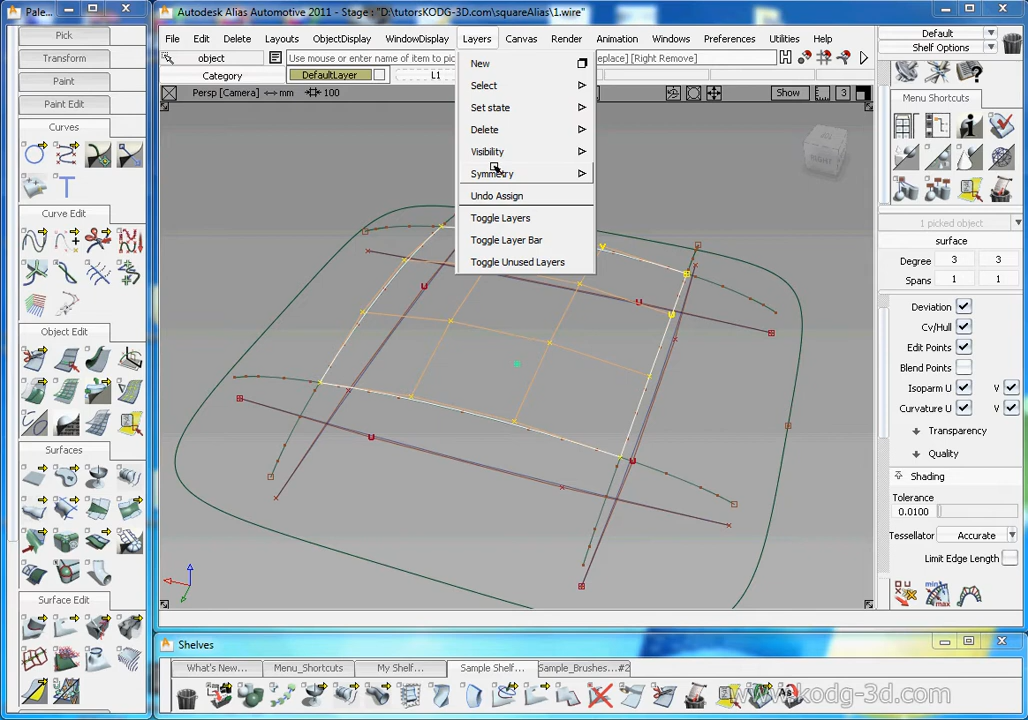 Pale...
Autodesk Alias Automotive 2011 - Stage : "D:\tutorsKODG-3D.com\squareAlias\1.wire"
Default
Shelf Options
File Edit Delete Layouts ObjectDisplay WindowDisplay Layers Canvas Render Animation Windows Preferences Utilities Help
object
[Use mouse or enter name of item to
eplace] [Right Remove]
Category
DefaultLayer
L1
Persp [Camera] mm 100
Show
3
Pick
Transform
Paint
Paint Edit
Curves
Curve Edit
Object Edit
Surfaces
Surface Edit
New
Select
Set state
Delete
Visibility
Symmetry
Undo Assign
Toggle Layers
Toggle Layer Bar
Toggle Unused Layers
RIGHT
Menu Shortcuts
1 picked object
surface
Degree 3 3
Spans 1 1
Deviation
Cv/Hull
Edit Points
Blend Points
Isoparm U V
Curvature U V
Transparency
Quality
Shading
Tolerance
0.0100
Tessellator Accurate
Limit Edge Length
min
max
Shelves
What's New...
Menu_Shortcuts
My Shelf...
Sample Shelf...
Sample_Brushes...#2
www.kodg-3d.com